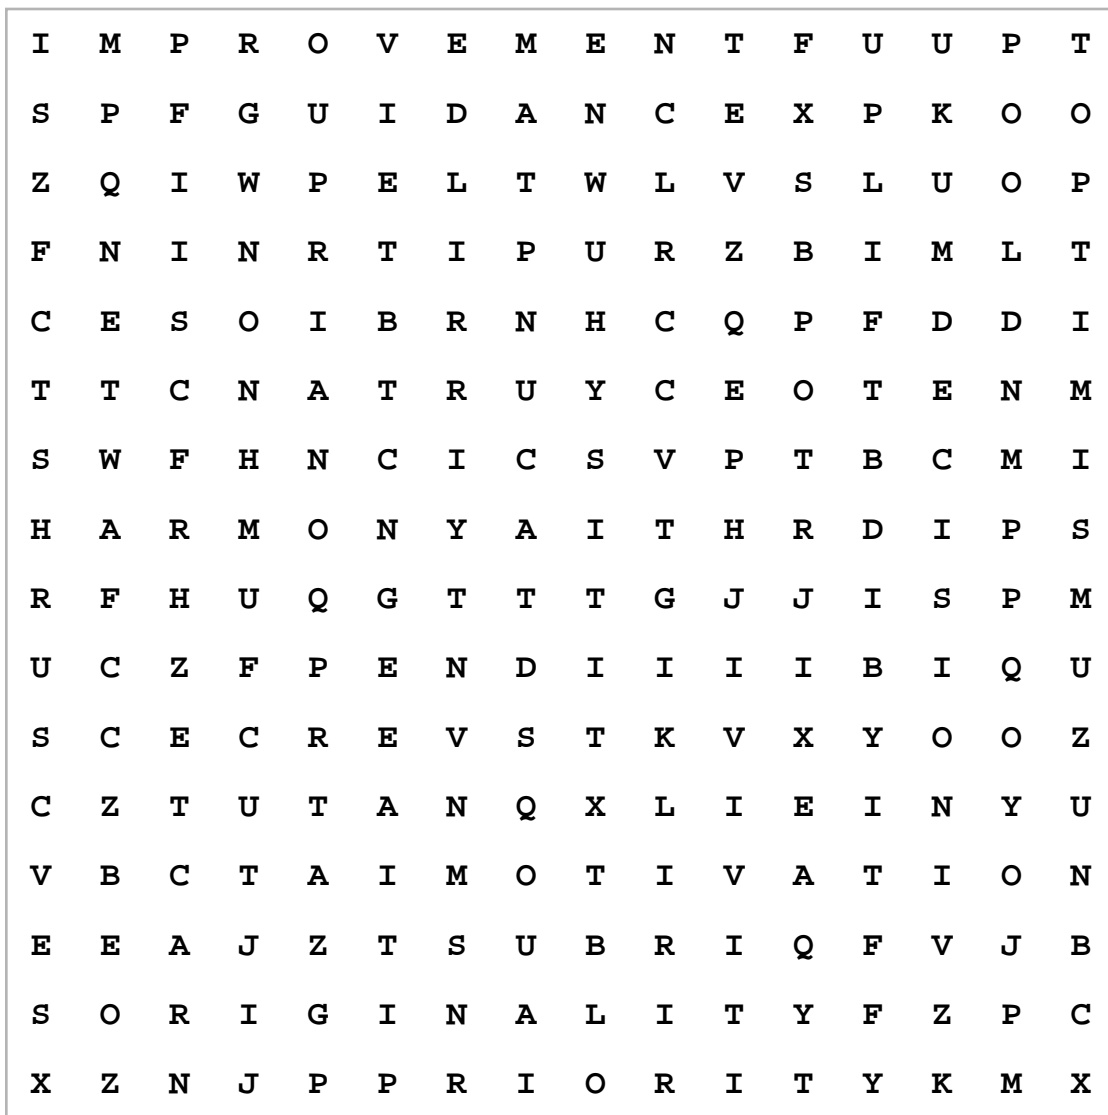 I M P R O V E M E N T F U U P T
S P F G U I D A N C E X P K O O
Z Q I W P E L T W L V S L U O P
F N I N R T I P U R Z B I M L T
C E S O I B R N H C Q P F D D I
T T C N A T R U Y C E O T E N M
S W F H N C I C S V P T B C M I
H A R M O N Y A I T H R D I P S
R F H U Q G T T T G J J I S P M
U C Z F P E N D I I I I B I Q U
S C E C R E V S T K V X Y O O Z
C Z T U T A N Q X L I E I N Y U
V B C T A I M O T I V A T I O N
E E A J Z T S U B R I Q F V J B
S O R I G I N A L I T Y F Z P C
X Z N J P P R I O R I T Y K M X